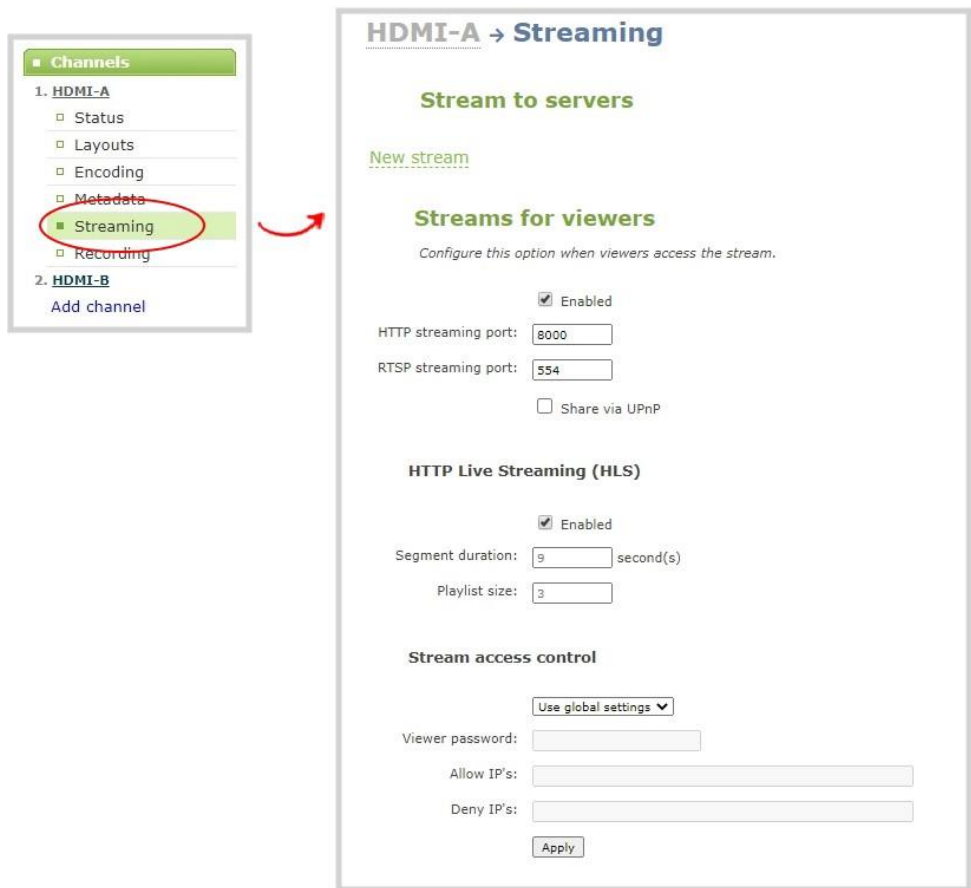 Channels
1. HDMI-A
Status
Layouts
Encoding
Metadata
Streaming
Recording
2. HDMI-B
Add channel
HDMI-A → Streaming
Stream to servers
New stream
Streams for viewers
Configure this option when viewers access the stream.
Enabled
HTTP streaming port: 8000
RTSP streaming port: 554
Share via UPnP
HTTP Live Streaming (HLS)
Enabled
Segment duration: 9 second(s)
Playlist size: 3
Stream access control
Use global settings
Viewer password:
Allow IP's:
Deny IP's:
Apply